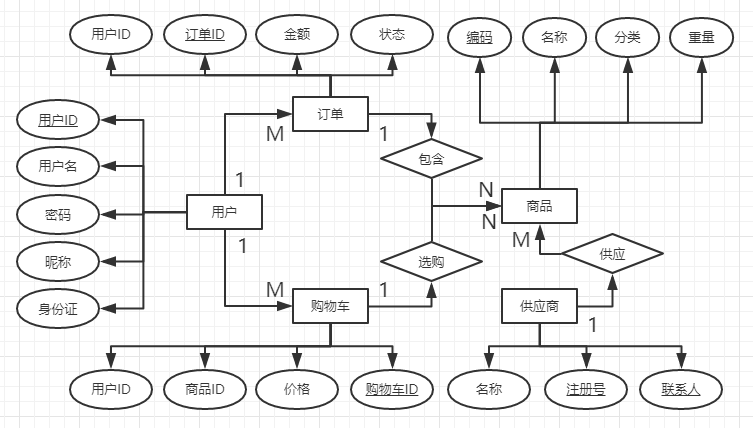 用户ID
订单ID
金额
状态
编码
名称
分类
重量
用户ID
订单
M
1
用户名
包含
密码
1
用户
N
商品
1
N
M
昵称
选购
供应
身份证
M
购物车
1
供应商
1
用户ID
商品ID
价格
购物车ID
名称
注册号
联系人